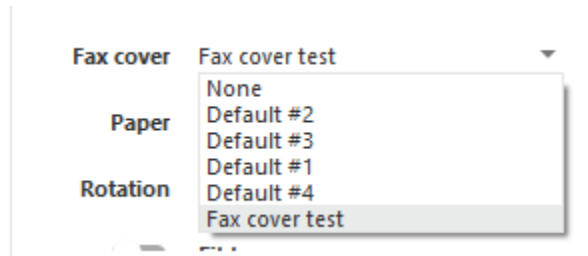 Fax cover Fax cover test
None
Default #2
Paper Default #3
Default #1
Rotation Default #4
Fax cover test